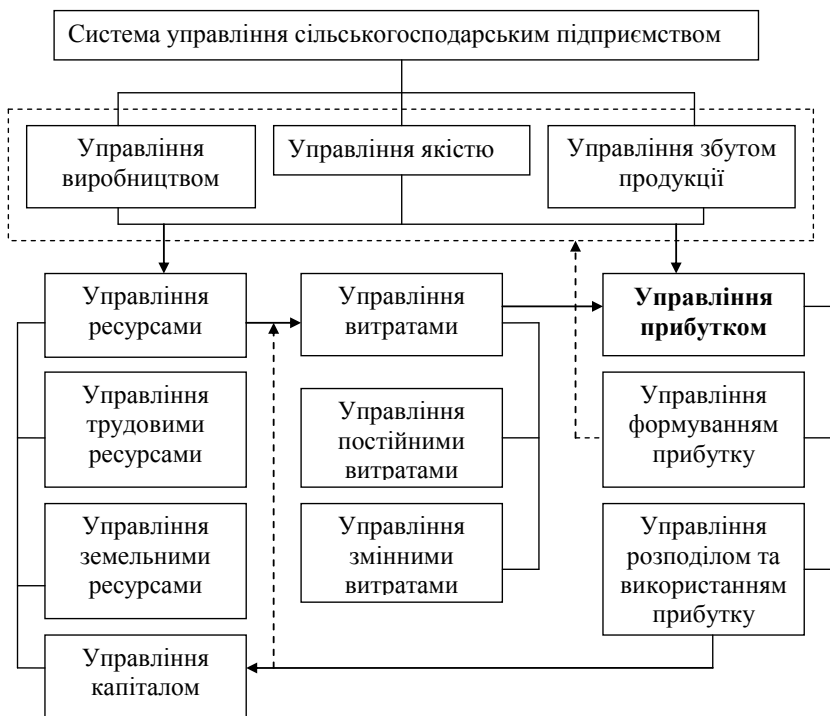 Система управління сільськогосподарським підприємством
Управління
виробництвом
Управління якістю
Управління збутом
продукції
Управління
ресурсами
Управління
витратами
Управління
прибутком
Управління
трудовими
ресурсами
Управління
постійними
витратами
Управління
формуванням
прибутку
Управління
земельними
ресурсами
Управління
змінними
витратами
Управління
розподілом та
використанням
прибутку
Управління
капіталом